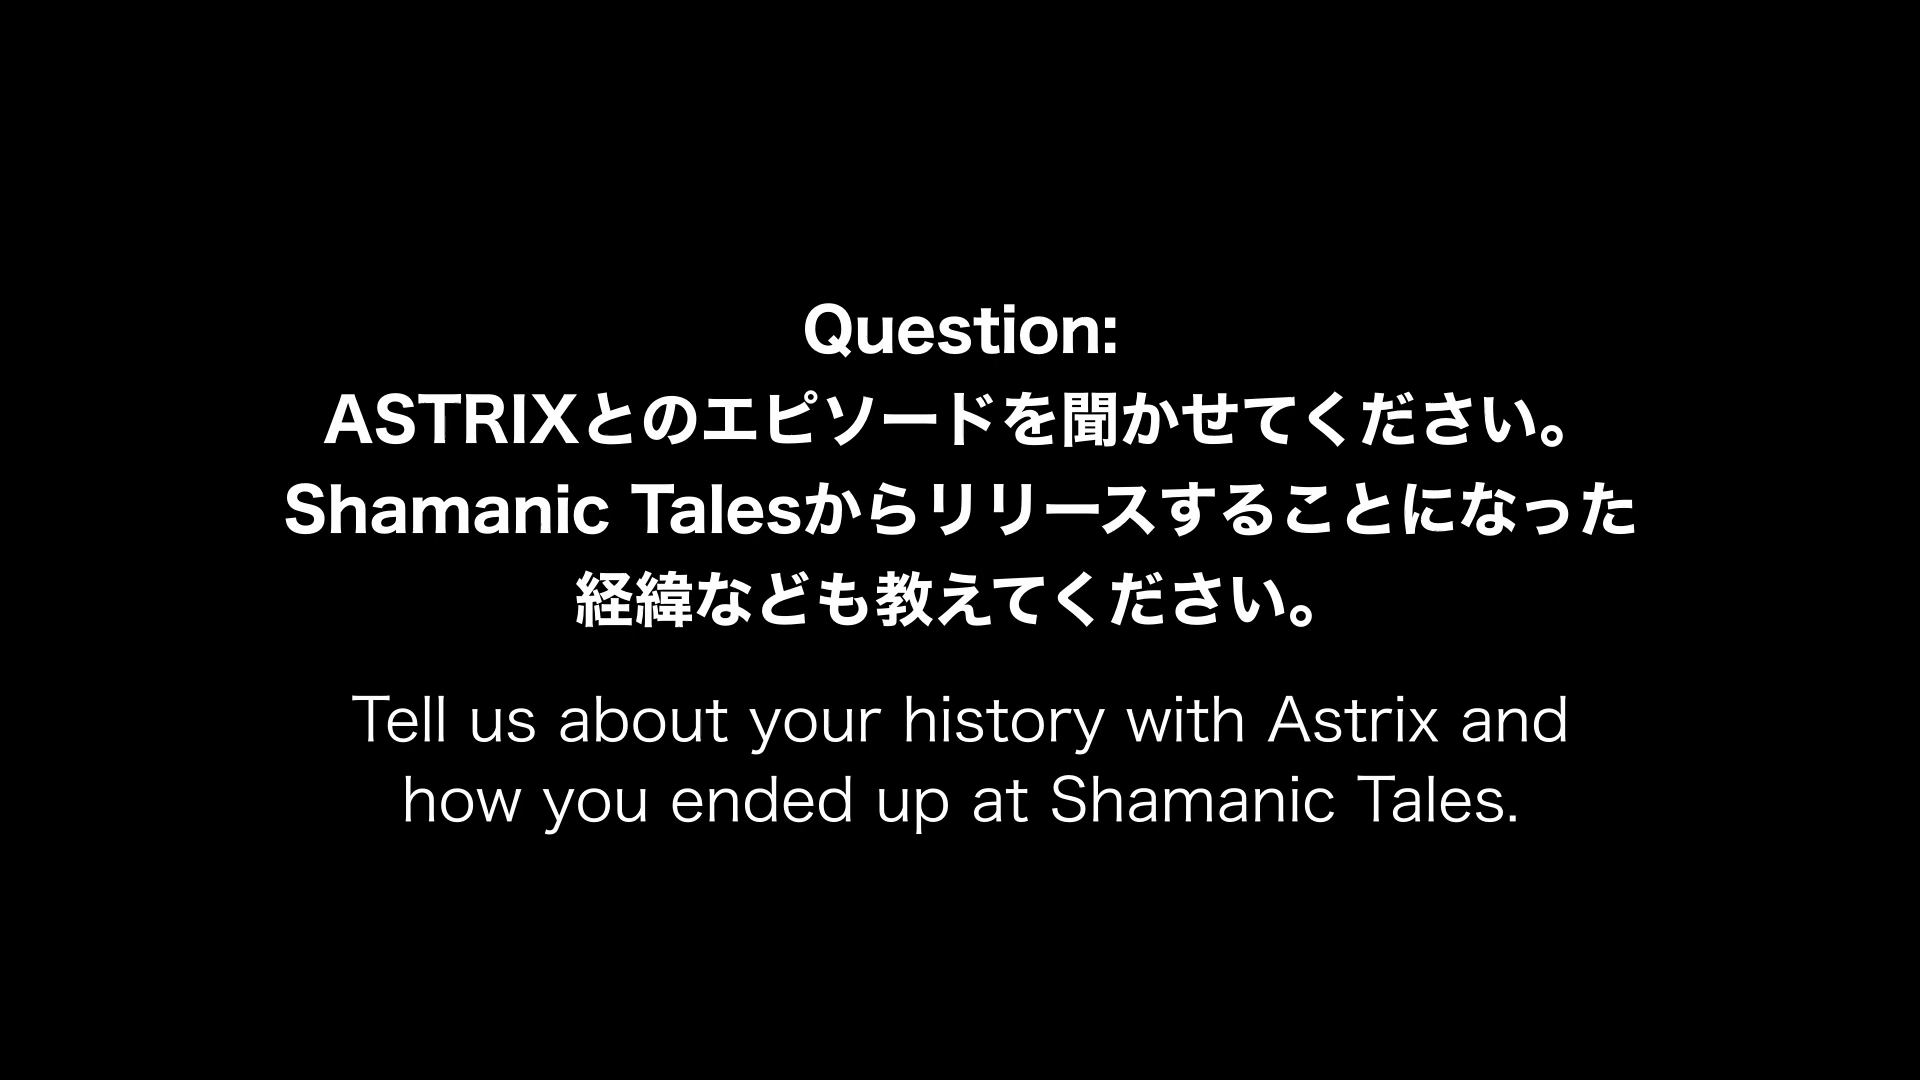 Question:
ASTRIXとのエピソードを聞かせてください。
Shamanic Talesからリリースすることになった
経緯なども教えてください。
Tell us about your history with Astrix and
how you ended up at Shamanic Tales.